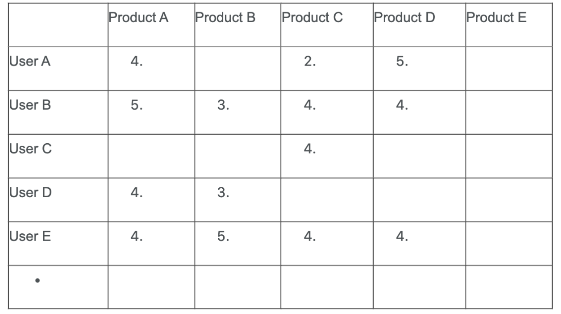 Product A Product B Product C Product D Product E
User A 4. 2. 5.
User B 5. 3. 4. 4.
User C 4.
User D 4. 3.
User E 4. 5. 4. 4.
•